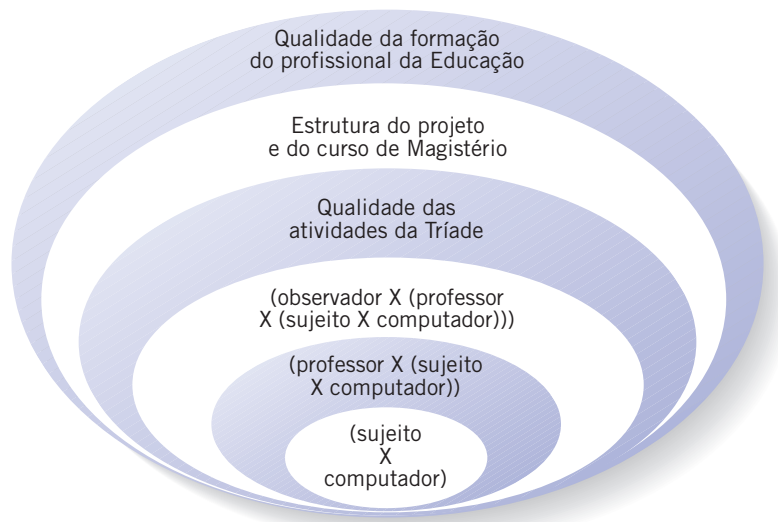 Qualidade da formação
do profissional da Educação
Estrutura do projeto
e do curso de Magistério
Qualidade das
atividades da Tríade
(observador X (professor
X (sujeito X computador)))
(professor X (sujeito
X computador))
(sujeito
X
computador)